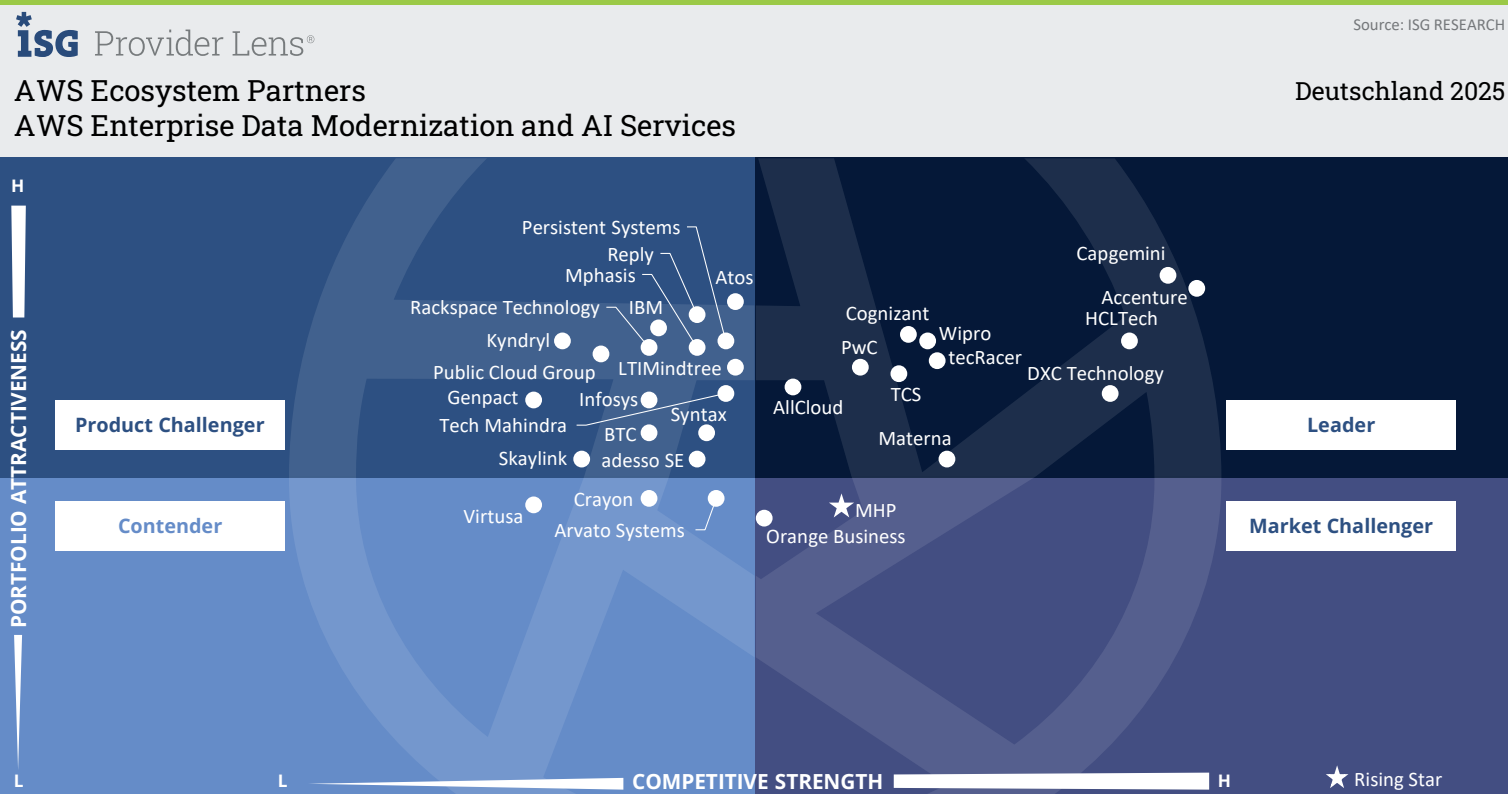 ISG Provider Lens®
Source: ISG RESEARCH
AWS Ecosystem Partners
Deutschland 2025
AWS Enterprise Data Modernization and AI Services
H
PORTFOLIO ATTRACTIVENESS
L
Persistent Systems
Reply
Mphasis
Atos
Rackspace Technology
IBM
Kyndryl
Public Cloud Group
LTIMindtree
Genpact
Infosys
Syntax
Tech Mahindra
BTC
Skaylink
adesso SE
Product Challenger
Capgemini
Accenture
HCLTech
Cognizant
Wipro
PwC
tecRacer
DXC Technology
TCS
AllCloud
Materna
Leader
Contender
Virtusa
Crayon
Arvato Systems
MHP
Orange Business
Market Challenger
L
COMPETITIVE STRENGTH
H
Rising Star